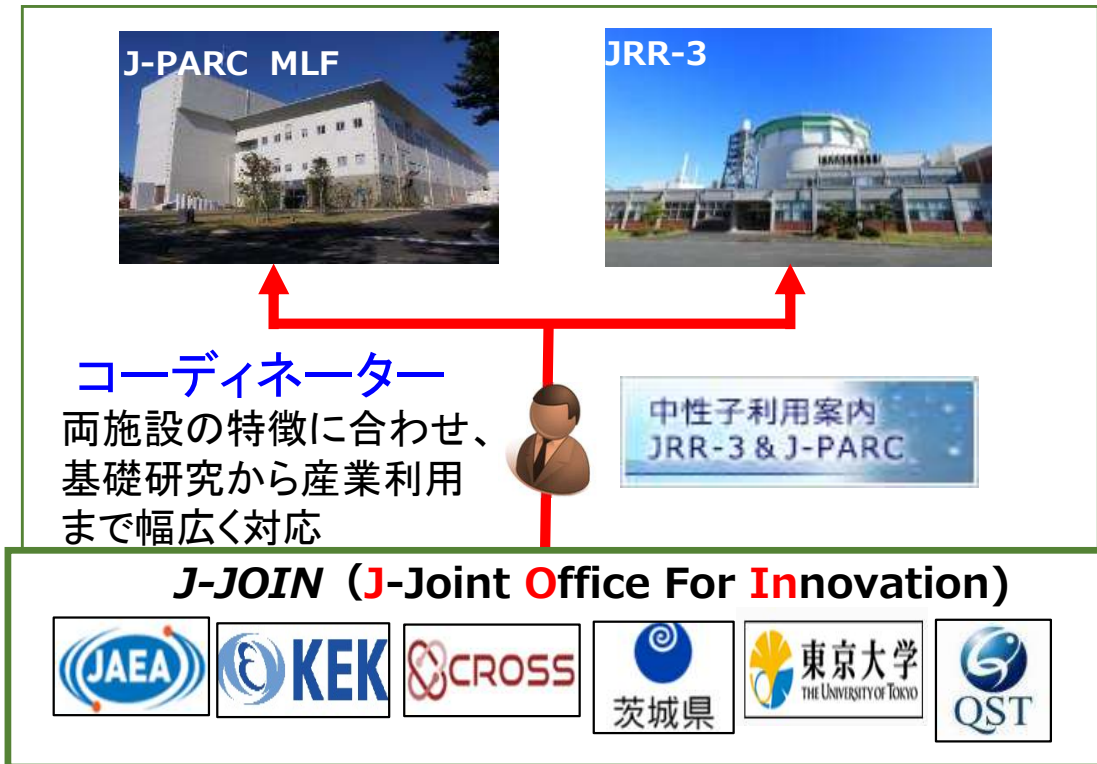 J-PARC MLF
JRR-3
コーディネーター
両施設の特徴に合わせ、
基礎研究から産業利用
まで幅広く対応
中性子利用案内
JRR-3 & J-PARC
J-JOIN（J-Joint Office For Innovation)
JAEA
KEK
CROSS
茨城県
東京大学
THE UNIVERSITY OF TOKYO
QST